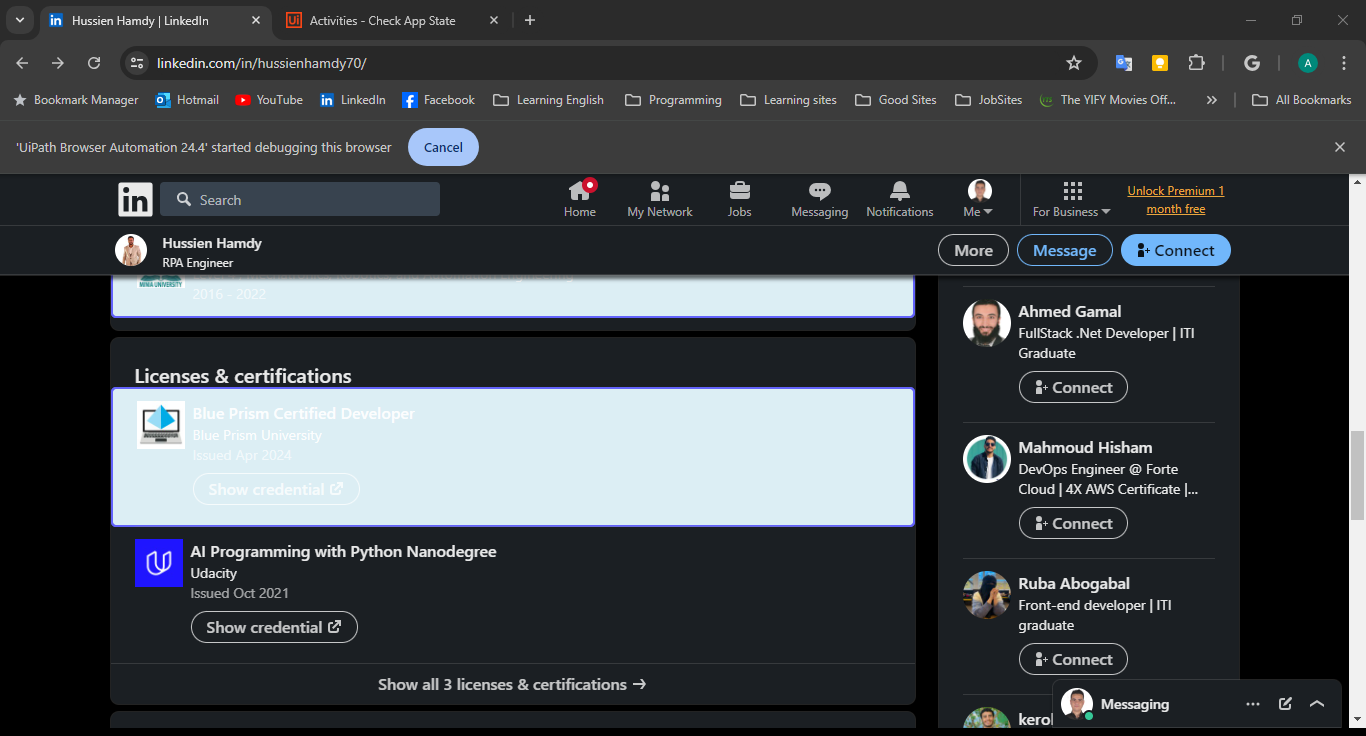 Hussien Hamdy | LinkedIn
Activities - Check App State
linkedin.com/in/hussienhamdy70/
A
Bookmark Manager
Hotmail
YouTube
LinkedIn
Facebook
Learning English
Programming
Learning sites
Good Sites
JobSites
The YIFY Movies Off...
All Bookmarks
'UiPath Browser Automation 24.4' started debugging this browser
Cancel
in
Search
Home
My Network
Jobs
Messaging
Notifications
Me
For Business
Unlock Premium 1
month free
Hussien Hamdy
RPA Engineer
More
Message
Connect
MINIA UNIVERSITY
2016 - 2022
Licenses & certifications
Blue Prism Certified Developer
Blue Prism University
Issued Apr 2024
Show credential
AI Programming with Python Nanodegree
Udacity
Issued Oct 2021
Show credential
Show all 3 licenses & certifications →
Ahmed Gamal
FullStack .Net Developer | ITI
Graduate
Connect
Mahmoud Hisham
DevOps Engineer @ Forte
Cloud | 4X AWS Certificate |...
Connect
Ruba Abogabal
Front-end developer | ITI
graduate
Connect
Messaging